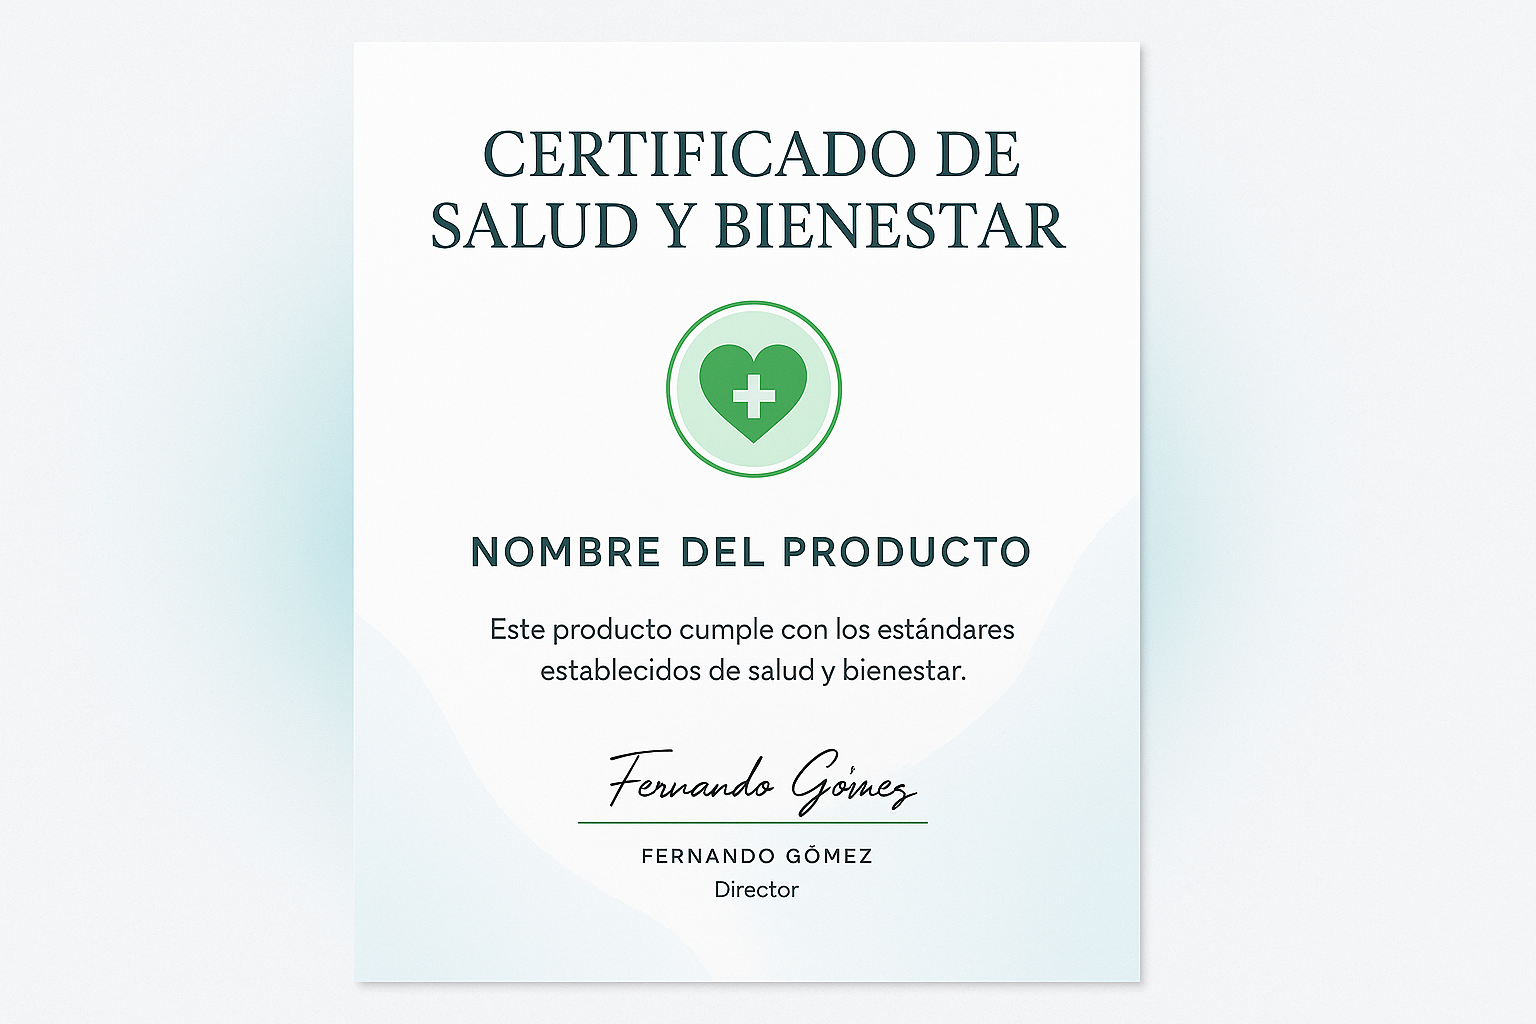 CERTIFICADO DE
SALUD Y BIENESTAR
NOMBRE DEL PRODUCTO
Este producto cumple con los estándares
establecidos de salud y bienestar.
Fernando Gómez
FERNANDO GǑMEZ
Director